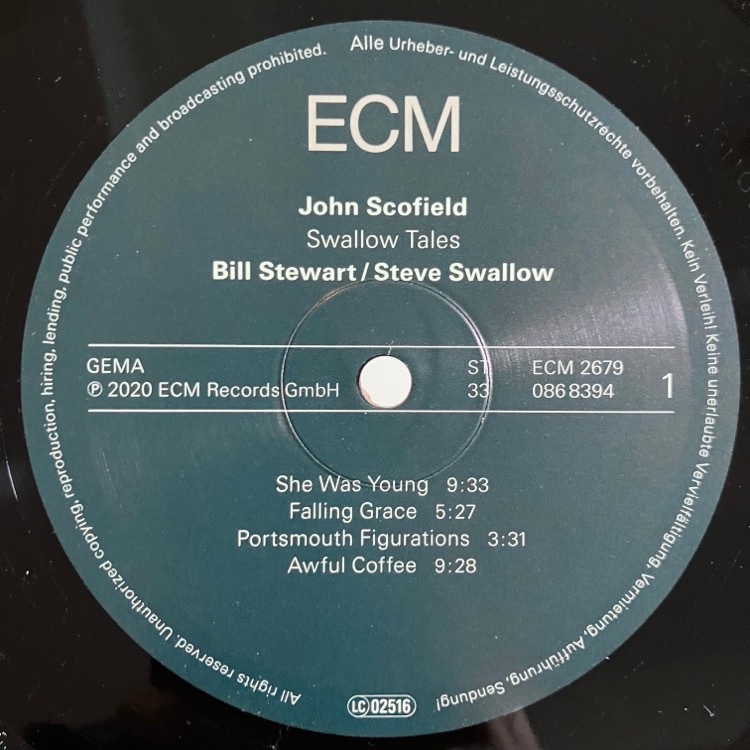 ECM
John Scofield
Swallow Tales
Bill Stewart / Steve Swallow
GEMA
℗ 2020 ECM Records GmbH
ST
33
ECM 2679
086 8394
1
She Was Young 9:33
Falling Grace 5:27
Portsmouth Figurations 3:31
Awful Coffee 9:28
Alle Urheber- und Leistungsschutzrechte vorbehalten. Kein Verleih! Keine unerlaubte Vervielfältigung, Vermietung, Aufführung, Sendung!
LC 02516
All rights reserved. Unauthorized copying, reproduction, hiring, lending, public performance and broadcasting prohibited.